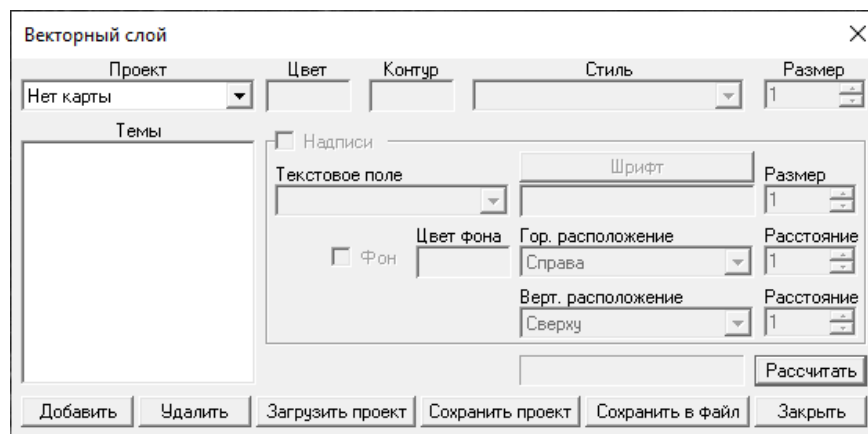 Векторный слой
Проект Цвет Контур Стиль Размер
Нет карты 1
Темы
Надписи
Шрифт
Текстовое поле Размер
1
Цвет фона Гор. расположение Расстояние
Фон Справа 1
Верт. расположение Расстояние
Сверху 1
Рассчитать
Добавить Удалить Загрузить проект Сохранить проект Сохранить в файл Закрыть